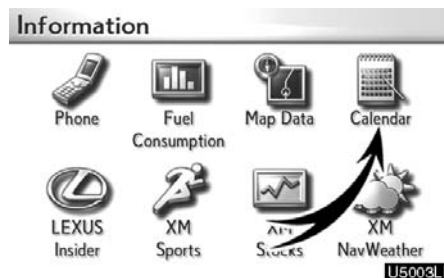 Information
Phone
Fuel
Consumption
Map Data
Calendar
LEXUS
Insider
XM
Sports
Stocks
XM
NavWeather
U5003L